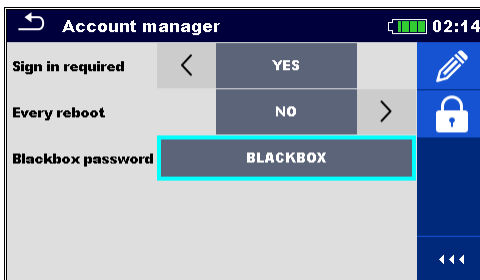 Account manager 02:14
Sign in required YES
Every reboot NO
Blackbox password BLACKBOX